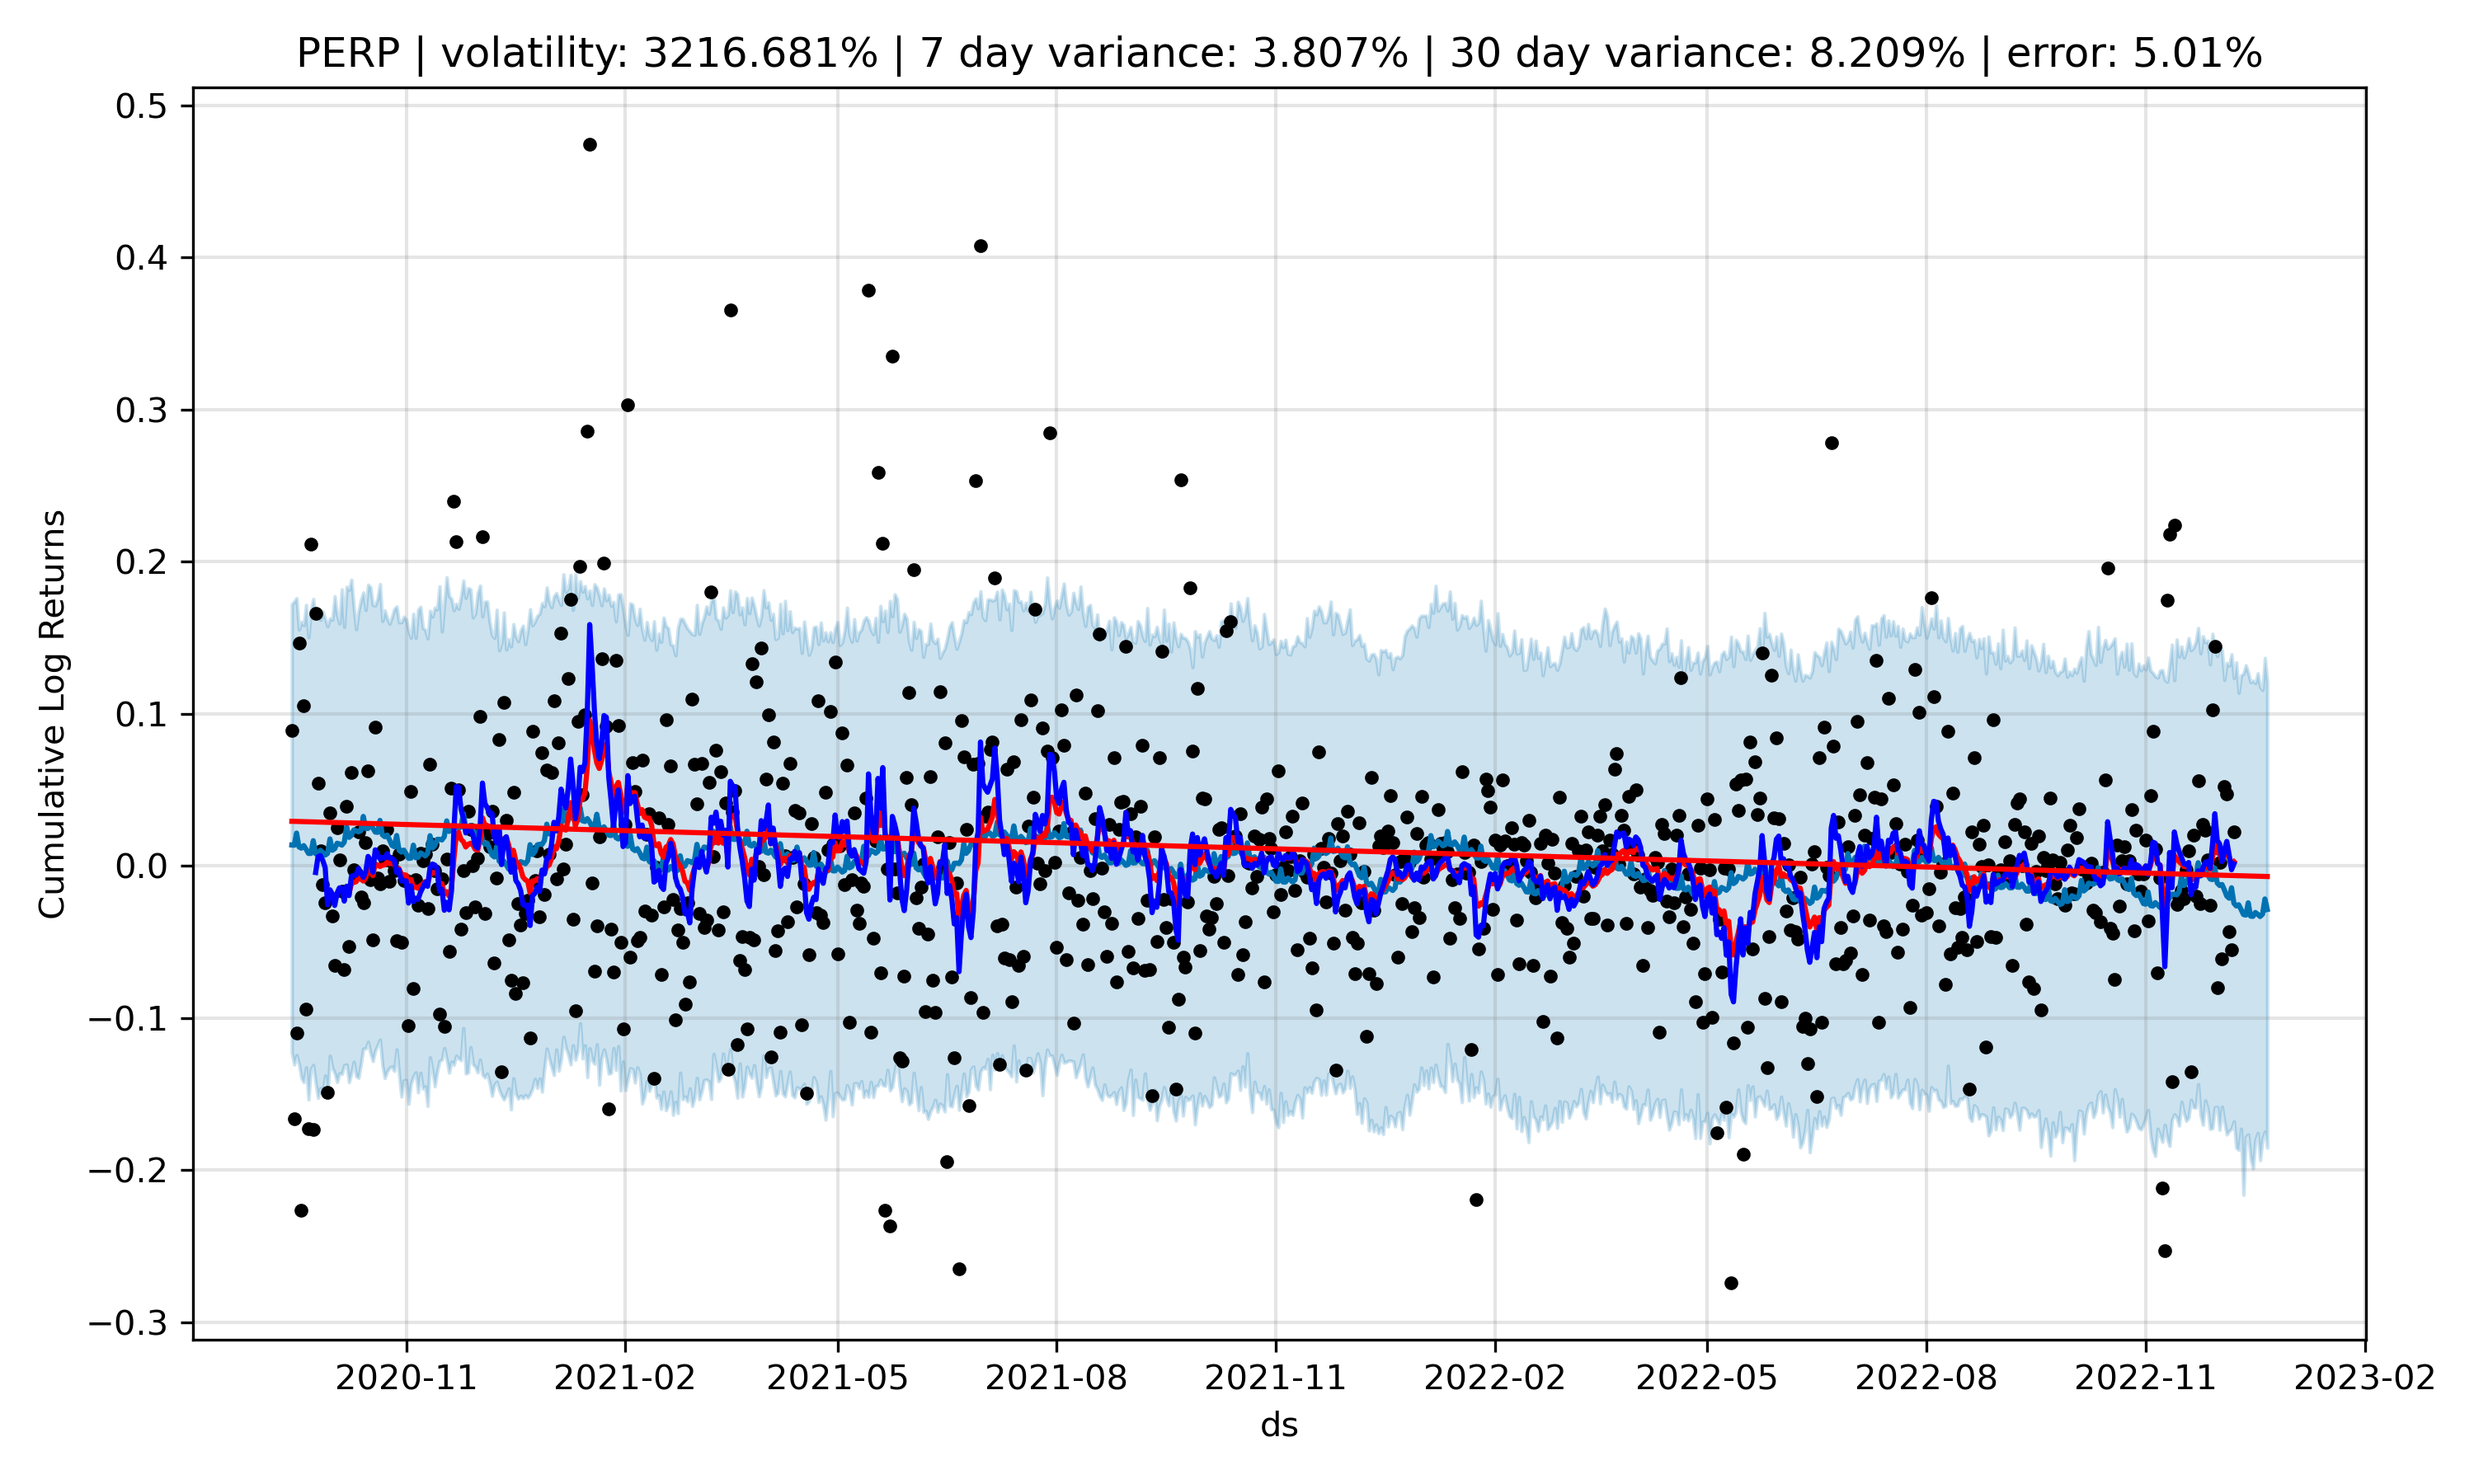 PERP | volatility: 3216.681% | 7 day variance: 3.807% | 30 day variance: 8.209% | error: 5.01%
0.5
0.4
0.3
0.2
0.1
0.0
−0.1
−0.2
−0.3
Cumulative Log Returns
2020-11 2021-02 2021-05 2021-08 2021-11 2022-02 2022-05 2022-08 2022-11 2023-02
ds